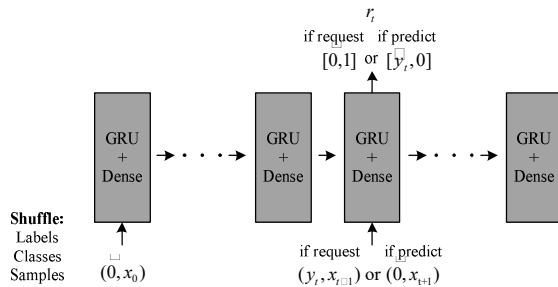 r_t
if request if predict
[0,1] or [y_t,0]
GRU + Dense
GRU + Dense
GRU + Dense
GRU + Dense
Shuffle:
Labels
Classes
Samples
(0, x_0)
if request if predict
(y_t, x_t□1) or (0, x_t+1)